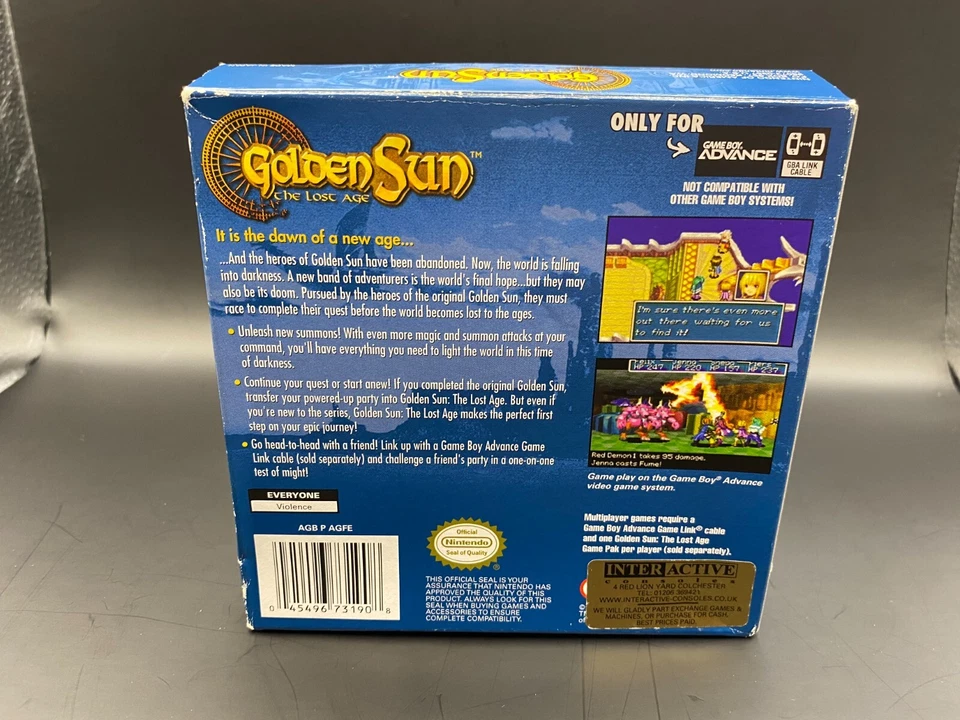 Golden Sun
Golden Sun™
The Lost Age
ONLY FOR
GAME BOY ADVANCE
GBA LINK
CABLE
NOT COMPATIBLE WITH
OTHER GAME BOY SYSTEMS!
It is the dawn of a new age...
...And the heroes of Golden Sun have been abandoned. Now, the world is falling
into darkness. A new band of adventurers is the world's final hope...but they may
also be its doom. Pursued by the heroes of the original Golden Sun, they must
race to complete their quest before the world becomes lost to the ages.
• Unleash new summons! With even more magic and summon attacks at your
command, you'll have everything you need to light the world in this time
of darkness.
• Continue your quest or start anew! If you completed the original Golden Sun,
transfer your powered-up party into Golden Sun: The Lost Age. But even if
you're new to the series, Golden Sun: The Lost Age makes the perfect first
step on your epic journey!
• Go head-to-head with a friend! Link up with a Game Boy Advance Game
Link cable (sold separately) and challenge a friend's party in a one-on-one
test of might!
I'm sure there's even more
out there waiting for us
to find it!
Felix Jenna Sheba Piers
HP 247 HP 220 HP 157 HP 257
Red Demon 1 takes 95 damage.
Jenna casts Fume!
Game play on the Game Boy® Advance
video game system.
EVERYONE
Violence
AGB P AGFE
0 45496 73190 8
Official
Nintendo
Seal of Quality
®
THIS OFFICIAL SEAL IS YOUR
ASSURANCE THAT NINTENDO HAS
APPROVED THE QUALITY OF THIS
PRODUCT. ALWAYS LOOK FOR THIS
SEAL WHEN BUYING GAMES AND
ACCESSORIES TO ENSURE
COMPLETE COMPATIBILITY.
Multiplayer games require a
Game Boy Advance Game Link® cable
and one Golden Sun: The Lost Age
Game Pak per player (sold separately).
INTERACTIVE
consoles
4 RED LION YARD COLCHESTER
TEL: 01206 369421
WWW.INTERACTIVE-CONSOLES.CO.UK
WE WILL GLADLY PART EXCHANGE GAMES &
MACHINES, OR PURCHASE FOR CASH,
BEST PRICES PAID.